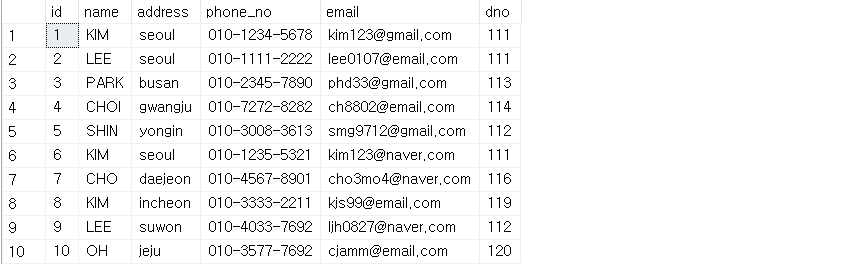 id name address phone_no email dno
1 1 KIM seoul 010-1234-5678 kim123@gmail.com 111
2 2 LEE seoul 010-1111-2222 lee0107@email.com 111
3 3 PARK busan 010-2345-7890 phd33@gmail.com 113
4 4 CHOI gwangju 010-7272-8282 ch8802@email.com 114
5 5 SHIN yongin 010-3008-3613 smg9712@gmail.com 112
6 6 KIM seoul 010-1235-5321 kim123@naver.com 111
7 7 CHO daejeon 010-4567-8901 cho3mo4@naver.com 116
8 8 KIM incheon 010-3333-2211 kjs99@email.com 119
9 9 LEE suwon 010-4033-7692 ljh0827@naver.com 112
10 10 OH jeju 010-3577-7692 cjamm@email.com 120